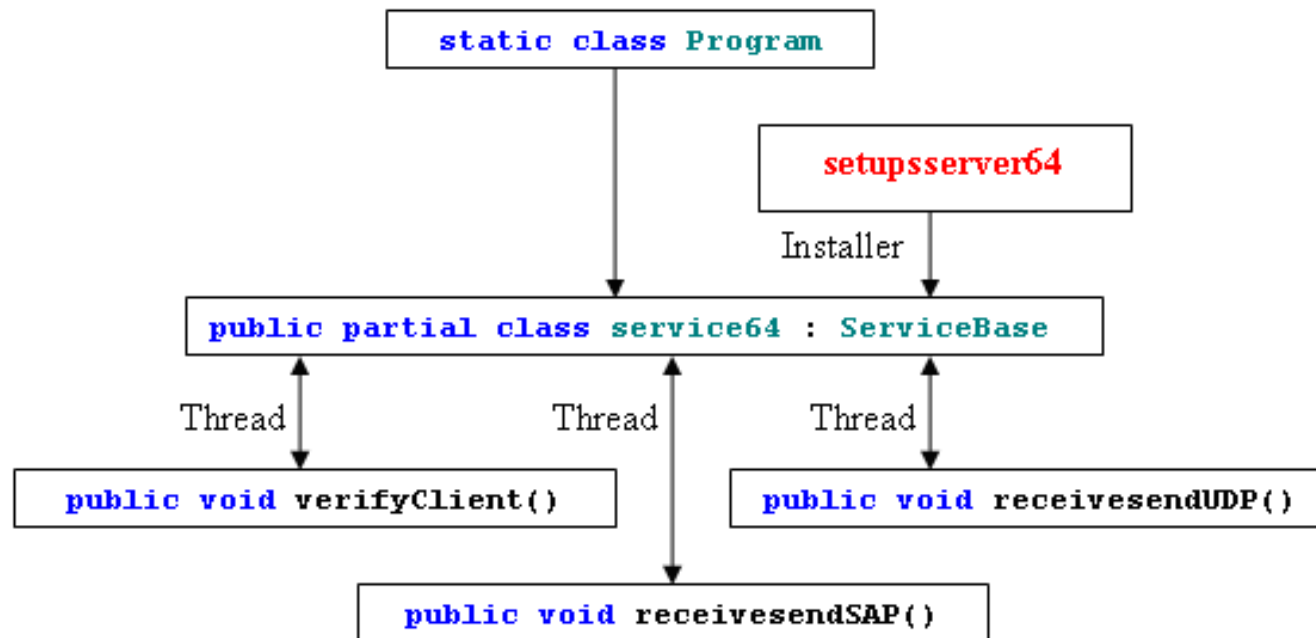 static class Program
setupsserver64
Installer
public partial class service64 : ServiceBase
Thread
Thread
Thread
public void verifyClient()
public void receivesendUDP()
public void receivesendSAP()